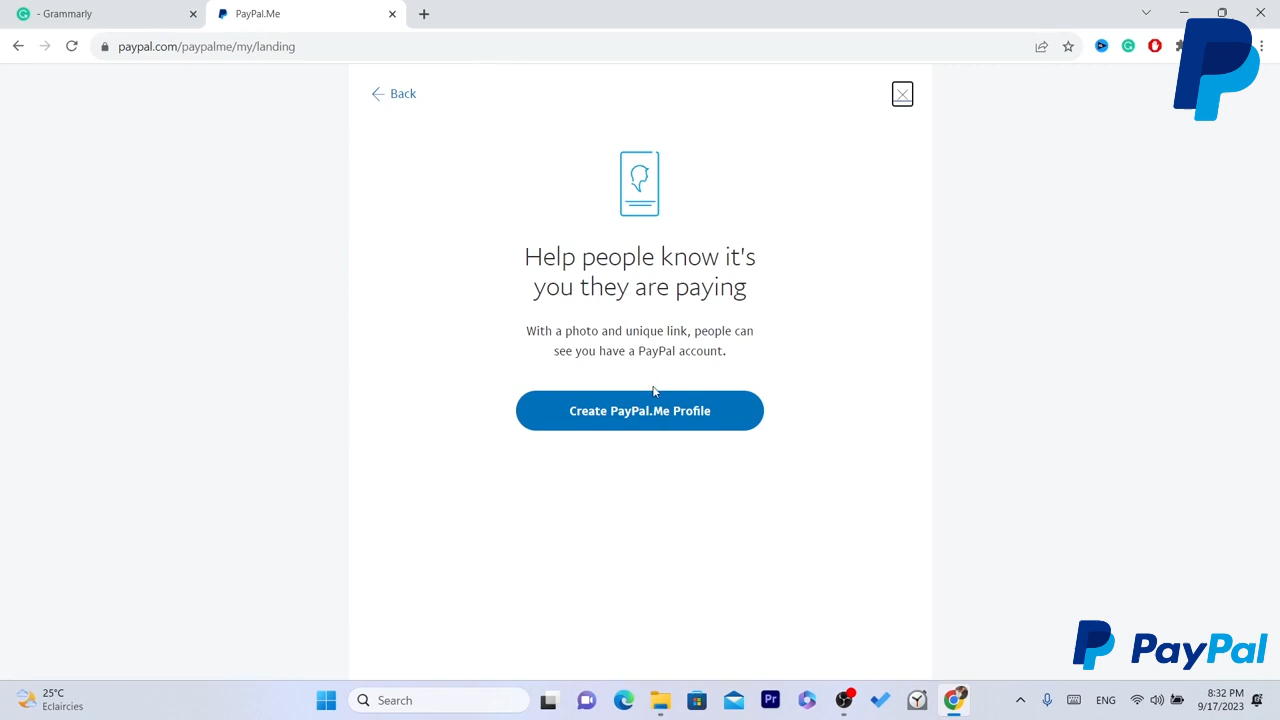 - Grammarly
PayPal.Me
paypal.com/paypalme/my/landing
Back
Help people know it's
you they are paying
With a photo and unique link, people can
see you have a PayPal account.
Create PayPal.Me Profile
PayPal
25°C
Eclaircies
Search
Pr
ENG
8:32 PM
9/17/2023